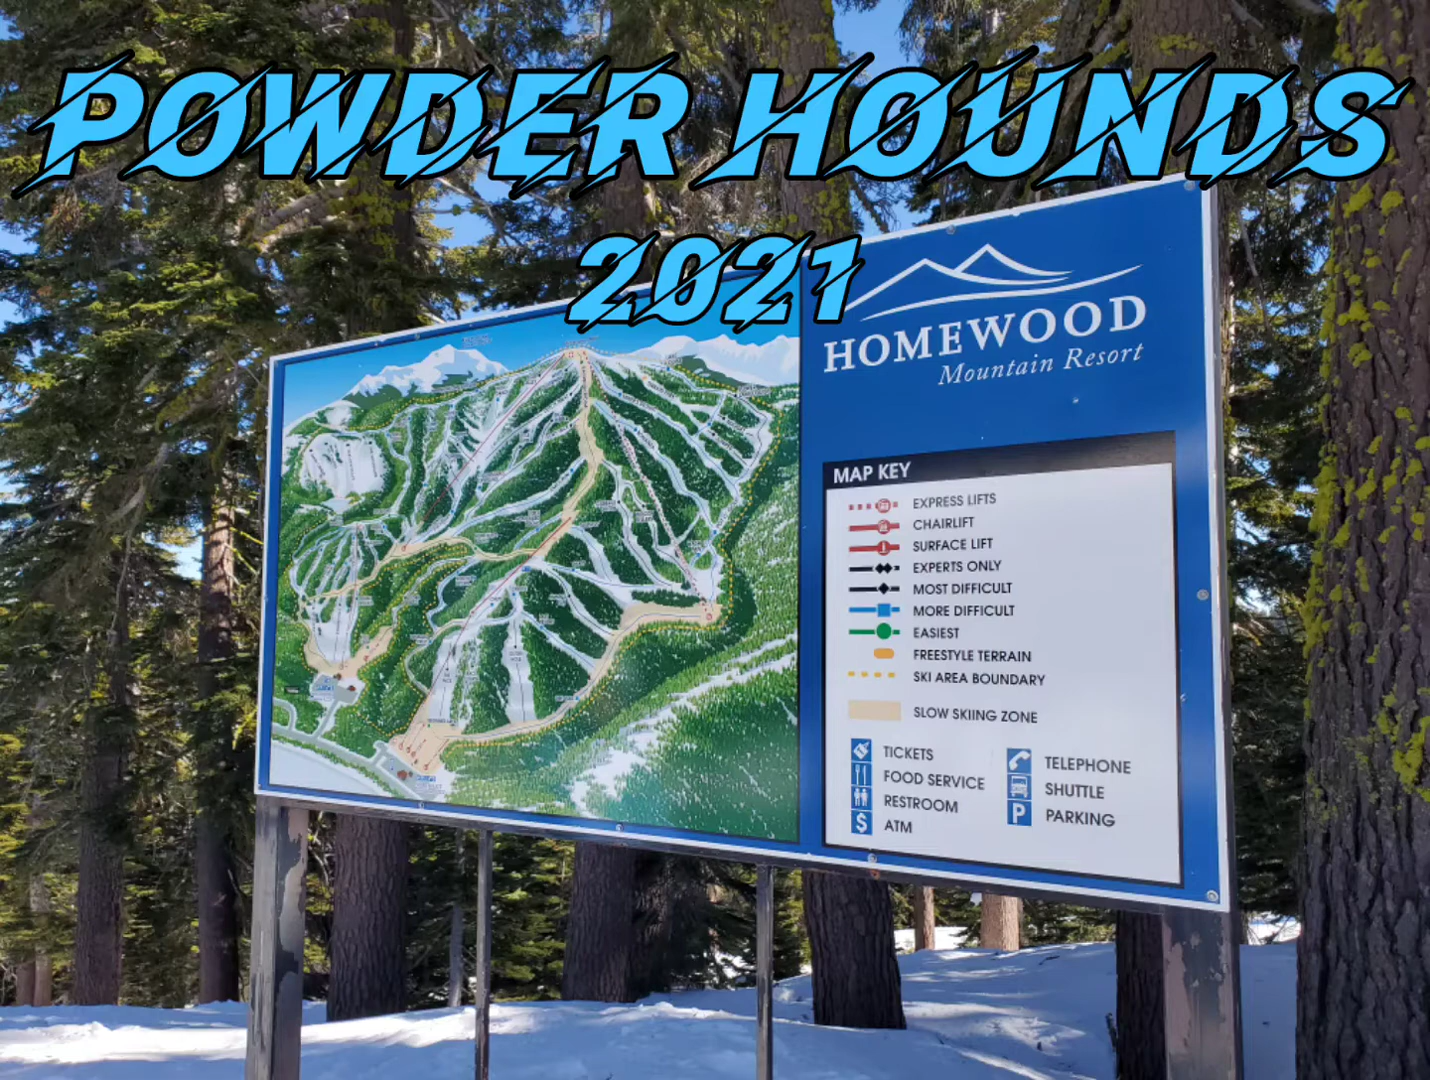 POWDER HOUNDS
2021
HOMEWOOD
Mountain Resort
MAP KEY
EXPRESS LIFTS
CHAIRLIFT
SURFACE LIFT
EXPERTS ONLY
MOST DIFFICULT
MORE DIFFICULT
EASIEST
FREESTYLE TERRAIN
SKI AREA BOUNDARY
SLOW SKIING ZONE
TICKETS
FOOD SERVICE
RESTROOM
$ ATM
TELEPHONE
SHUTTLE
P PARKING